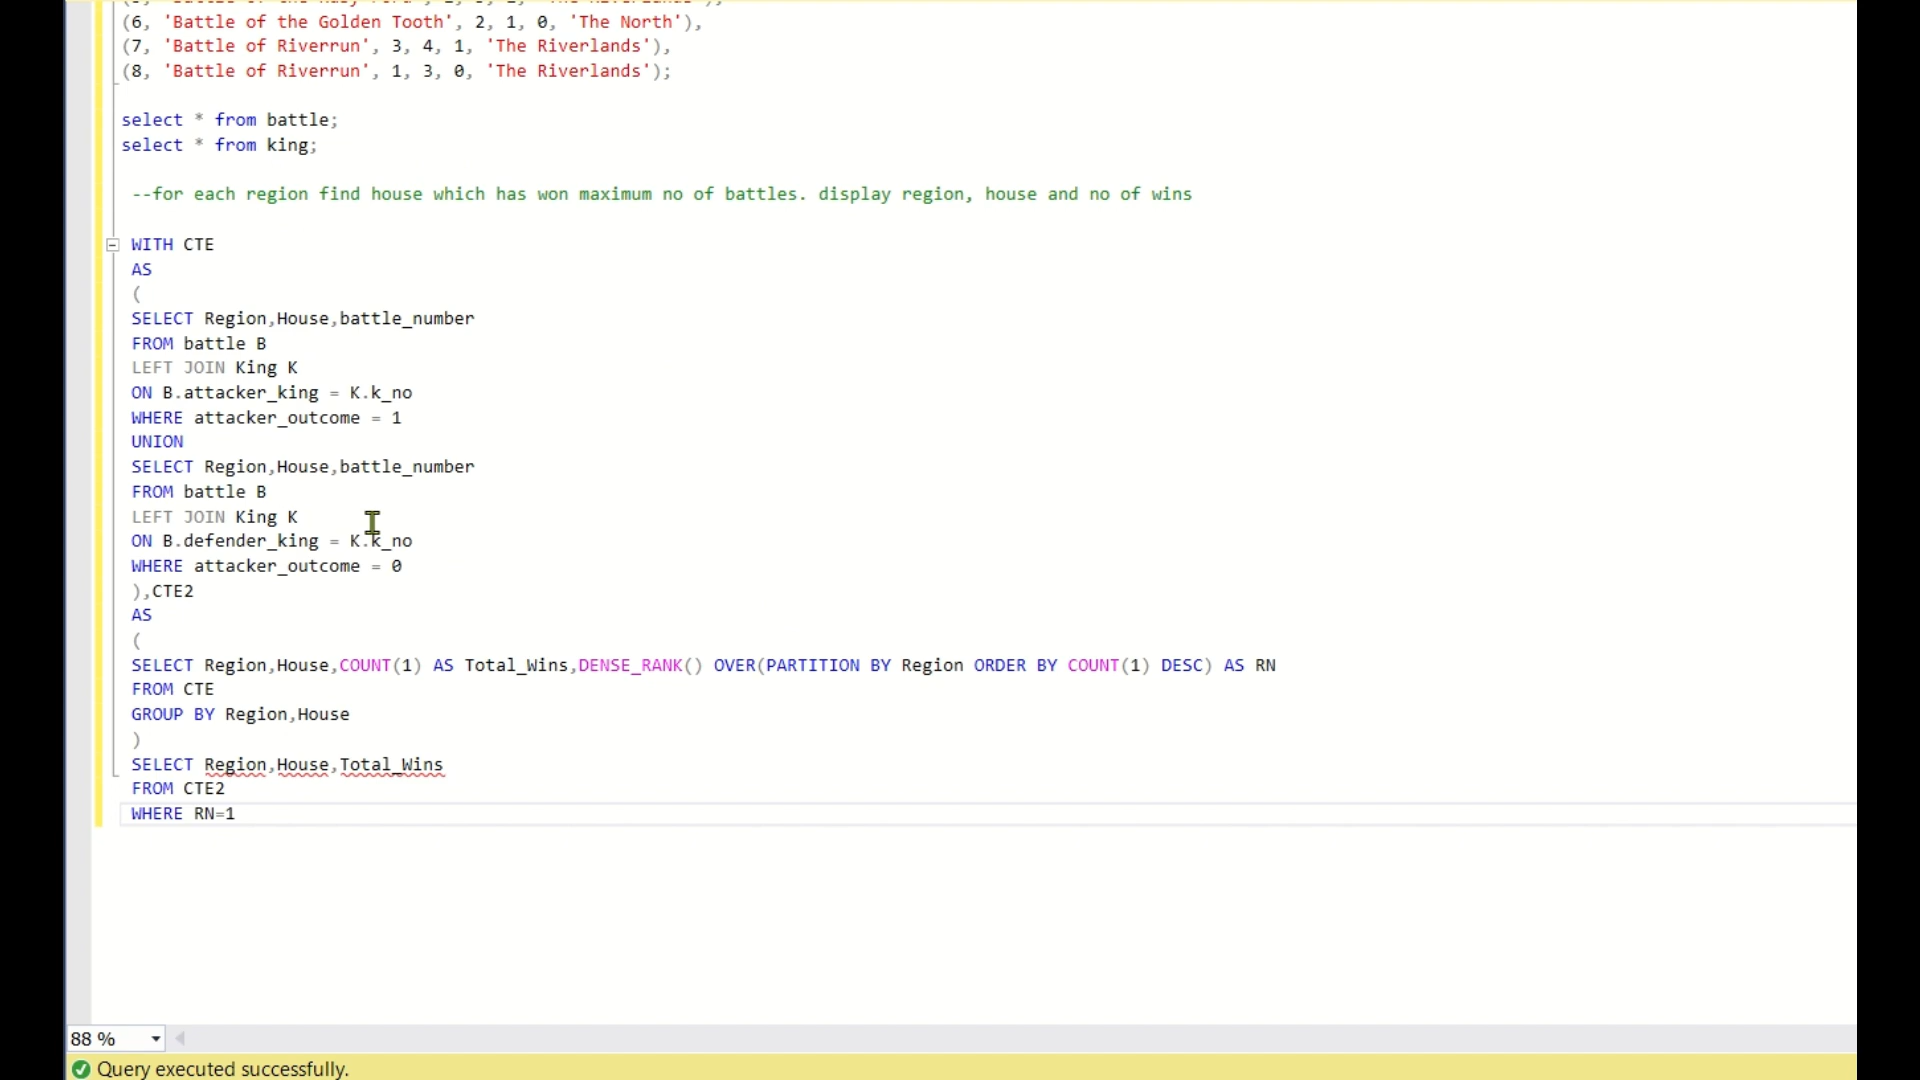 (6, 'Battle of the Golden Tooth', 2, 1, 0, 'The North'),
(7, 'Battle of Riverrun', 3, 4, 1, 'The Riverlands'),
(8, 'Battle of Riverrun', 1, 3, 0, 'The Riverlands');
select * from battle;
select * from king;
--for each region find house which has won maximum no of battles. display region, house and no of wins
WITH CTE
AS
(
SELECT Region,House,battle_number
FROM battle B
LEFT JOIN King K
ON B.attacker_king = K.k_no
WHERE attacker_outcome = 1
UNION
SELECT Region,House,battle_number
FROM battle B
LEFT JOIN King K
ON B.defender_king = K.k_no
WHERE attacker_outcome = 0
),CTE2
AS
(
SELECT Region,House,COUNT(1) AS Total_Wins,DENSE_RANK() OVER(PARTITION BY Region ORDER BY COUNT(1) DESC) AS RN
FROM CTE
GROUP BY Region,House
)
SELECT Region,House,Total_Wins
FROM CTE2
WHERE RN=1
88 %
Query executed successfully.